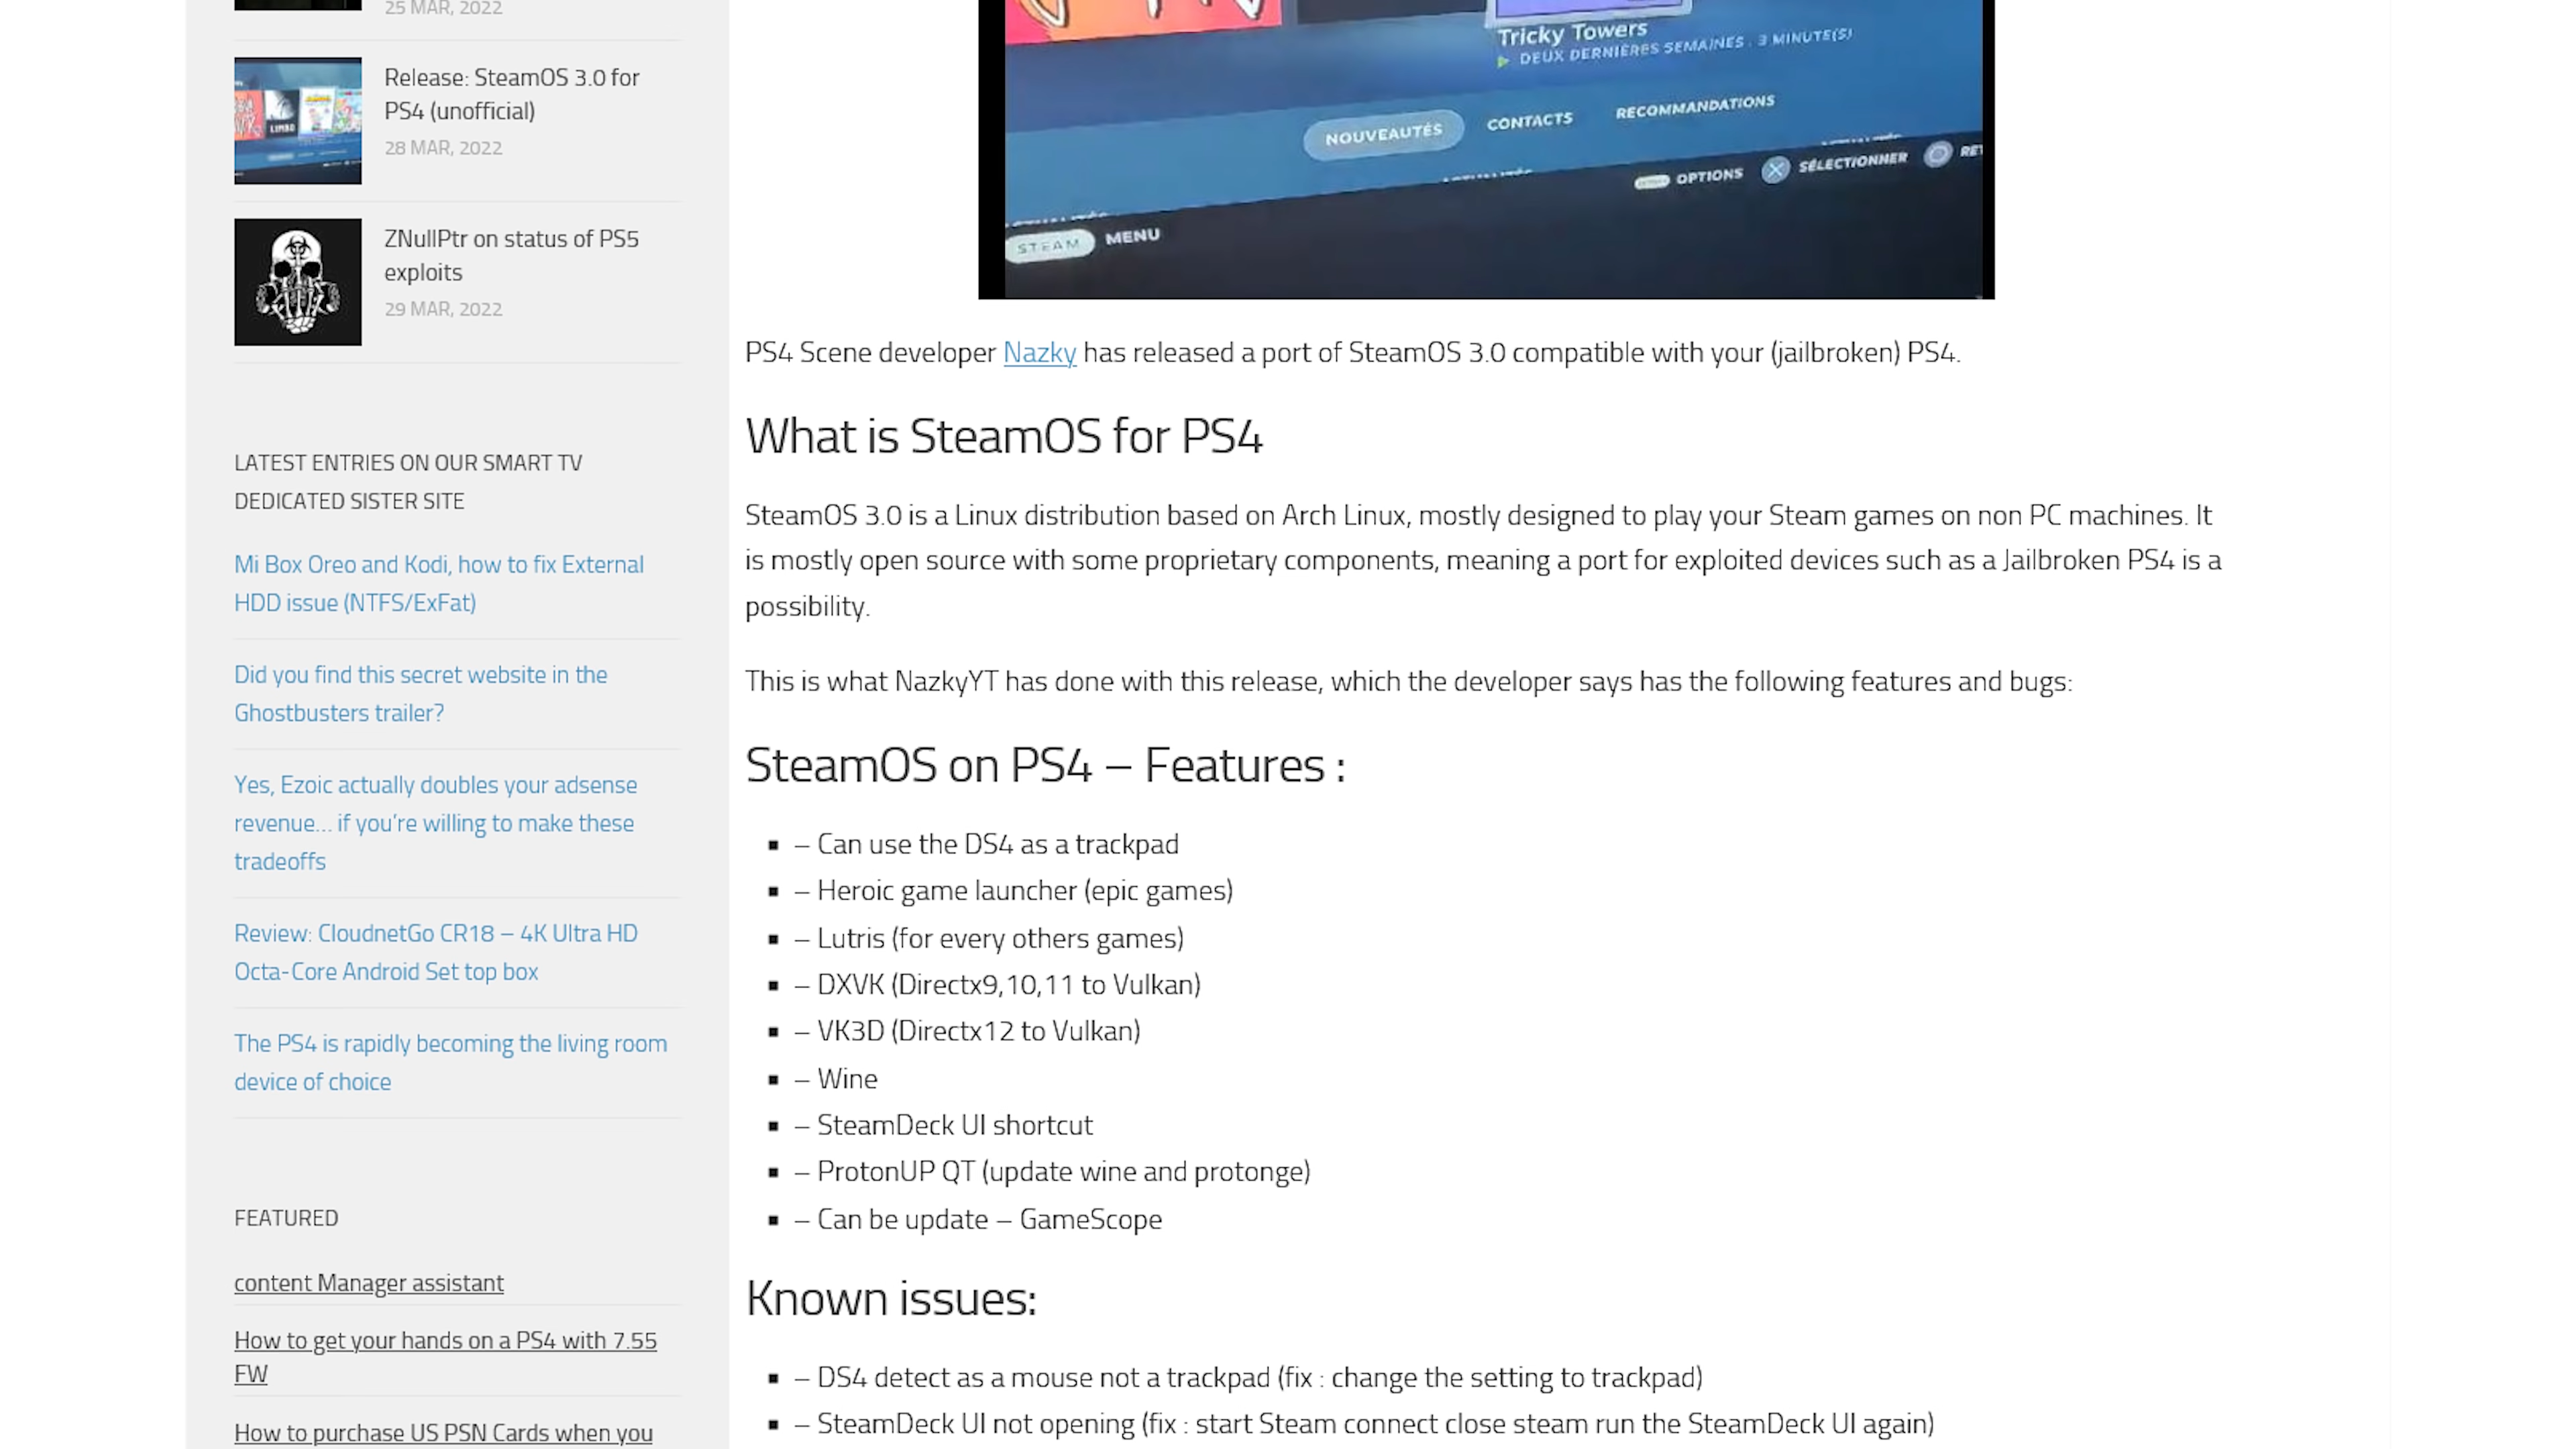 25 MAR, 2022
Release: SteamOS 3.0 for
PS4 (unofficial)
28 MAR, 2022
ZNullPtr on status of PS5
exploits
29 MAR, 2022
LATEST ENTRIES ON OUR SMART TV
DEDICATED SISTER SITE
Mi Box Oreo and Kodi, how to fix External
HDD issue (NTFS/ExFat)
Did you find this secret website in the
Ghostbusters trailer?
Yes, Ezoic actually doubles your adsense
revenue... if you're willing to make these
tradeoffs
Review: CloudnetGo CR18 – 4K Ultra HD
Octa-Core Android Set top box
The PS4 is rapidly becoming the living room
device of choice
FEATURED
content Manager assistant
How to get your hands on a PS4 with 7.55
FW
How to purchase US PSN Cards when you
Tricky Towers
DEUX DERNIÈRES SEMAINES : 3 MINUTE(S)
NOUVEAUTÉS CONTACTS RECOMMANDATIONS
OPTIONS SÉLECTIONNER
STEAM MENU
PS4 Scene developer Nazky has released a port of SteamOS 3.0 compatible with your (jailbroken) PS4.
What is SteamOS for PS4
SteamOS 3.0 is a Linux distribution based on Arch Linux, mostly designed to play your Steam games on non PC machines. It
is mostly open source with some proprietary components, meaning a port for exploited devices such as a Jailbroken PS4 is a
possibility.
This is what NazkyYT has done with this release, which the developer says has the following features and bugs:
SteamOS on PS4 – Features :
– Can use the DS4 as a trackpad
– Heroic game launcher (epic games)
– Lutris (for every others games)
– DXVK (Directx9,10,11 to Vulkan)
– VK3D (Directx12 to Vulkan)
– Wine
– SteamDeck UI shortcut
– ProtonUP QT (update wine and protonge)
– Can be update – GameScope
Known issues:
– DS4 detect as a mouse not a trackpad (fix : change the setting to trackpad)
– SteamDeck UI not opening (fix : start Steam connect close steam run the SteamDeck UI again)